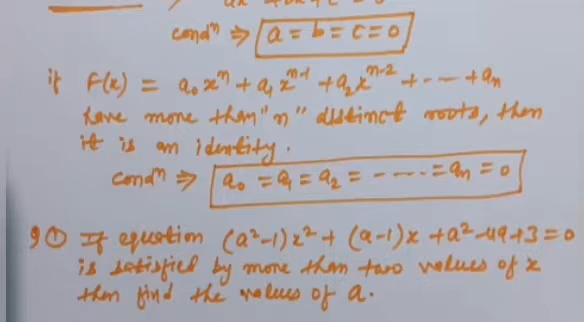 condⁿ ⇒ a = b = c = 0
if F(x) = a₀xⁿ + a₁xⁿ⁻¹ + a₂xⁿ⁻² + - - - + aₙ
have more than "n" distinct roots, then
it is an identity.
condⁿ ⇒ a₀ = a₁ = a₂ = - - - - = aₙ = 0
Q① If equation (a²-1)x² + (a-1)x + a²-4a+3 = 0
is satisfied by more than two values of x
then find the values of a.